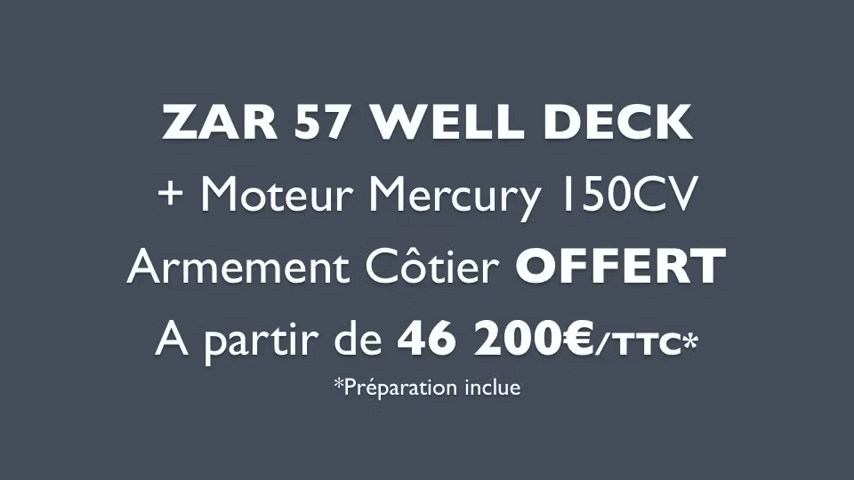 ZAR 57 WELL DECK
+ Moteur Mercury 150CV
Armement Côtier OFFERT
A partir de 46 200€/TTC*
*Préparation inclue